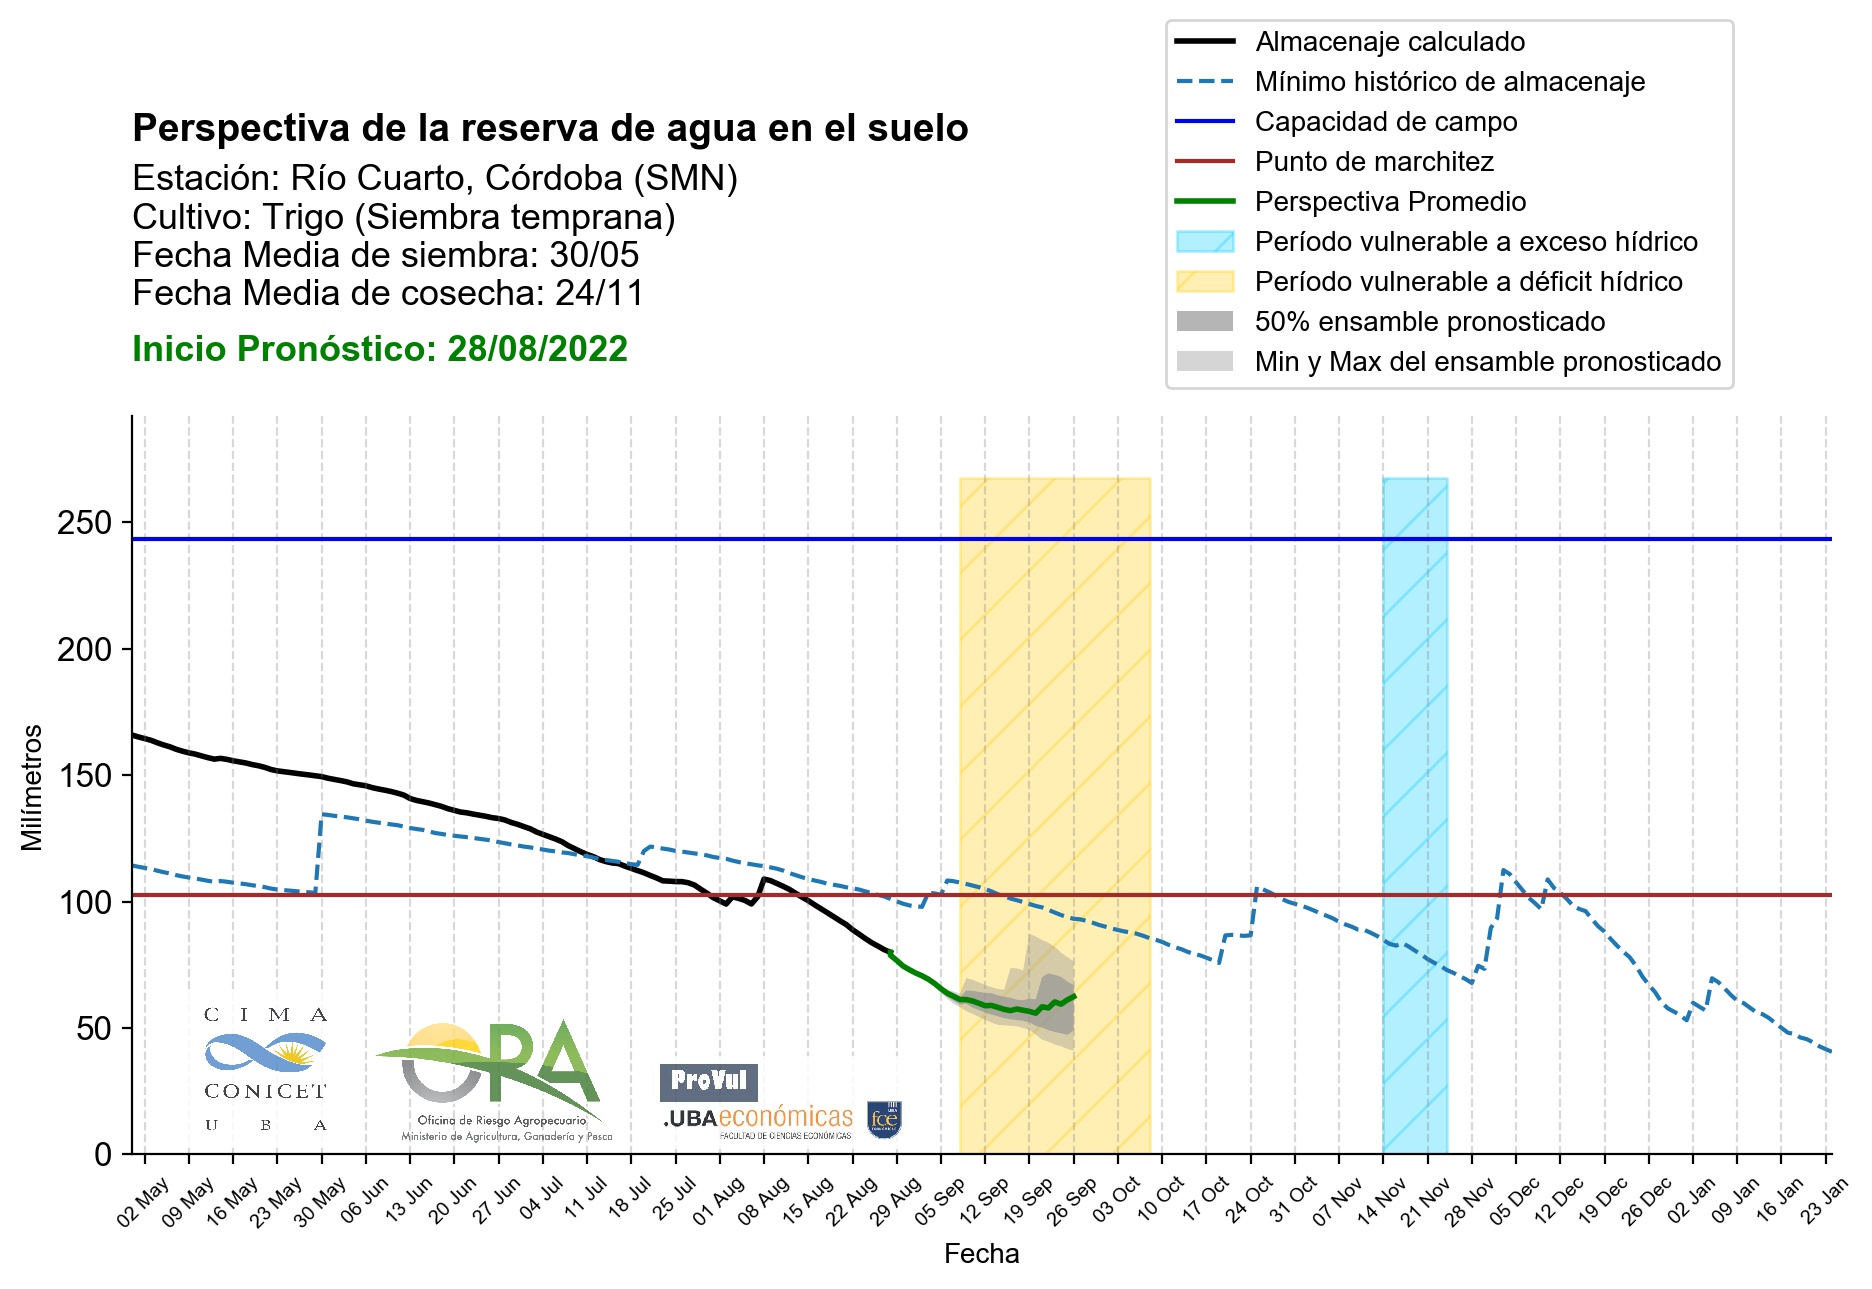 Almacenaje calculado
Mínimo histórico de almacenaje
Capacidad de campo
Punto de marchitez
Perspectiva Promedio
Período vulnerable a exceso hídrico
Período vulnerable a déficit hídrico
50% ensamble pronosticado
Min y Max del ensamble pronosticado
Perspectiva de la reserva de agua en el suelo
Estación: Río Cuarto, Córdoba (SMN)
Cultivo: Trigo (Siembra temprana)
Fecha Media de siembra: 30/05
Fecha Media de cosecha: 24/11
Inicio Pronóstico: 28/08/2022
Milímetros
250
200
150
100
50
0
CIMA
CONICET
UBA
ORA
Oficina de Riesgo Agropecuario
Ministerio de Agricultura, Ganadería y Pesca
ProVul
.UBAeconómicas
FACULTAD DE CIENCIAS ECONÓMICAS
fce
02 May 09 May 16 May 23 May 30 May 06 Jun 13 Jun 20 Jun 27 Jun 04 Jul 11 Jul 18 Jul 25 Jul 01 Aug 08 Aug 15 Aug 22 Aug 29 Aug 05 Sep 12 Sep 19 Sep 26 Sep 03 Oct 10 Oct 17 Oct 24 Oct 31 Oct 07 Nov 14 Nov 21 Nov 28 Nov 05 Dec 12 Dec 19 Dec 26 Dec 02 Jan 09 Jan 16 Jan 23 Jan
Fecha